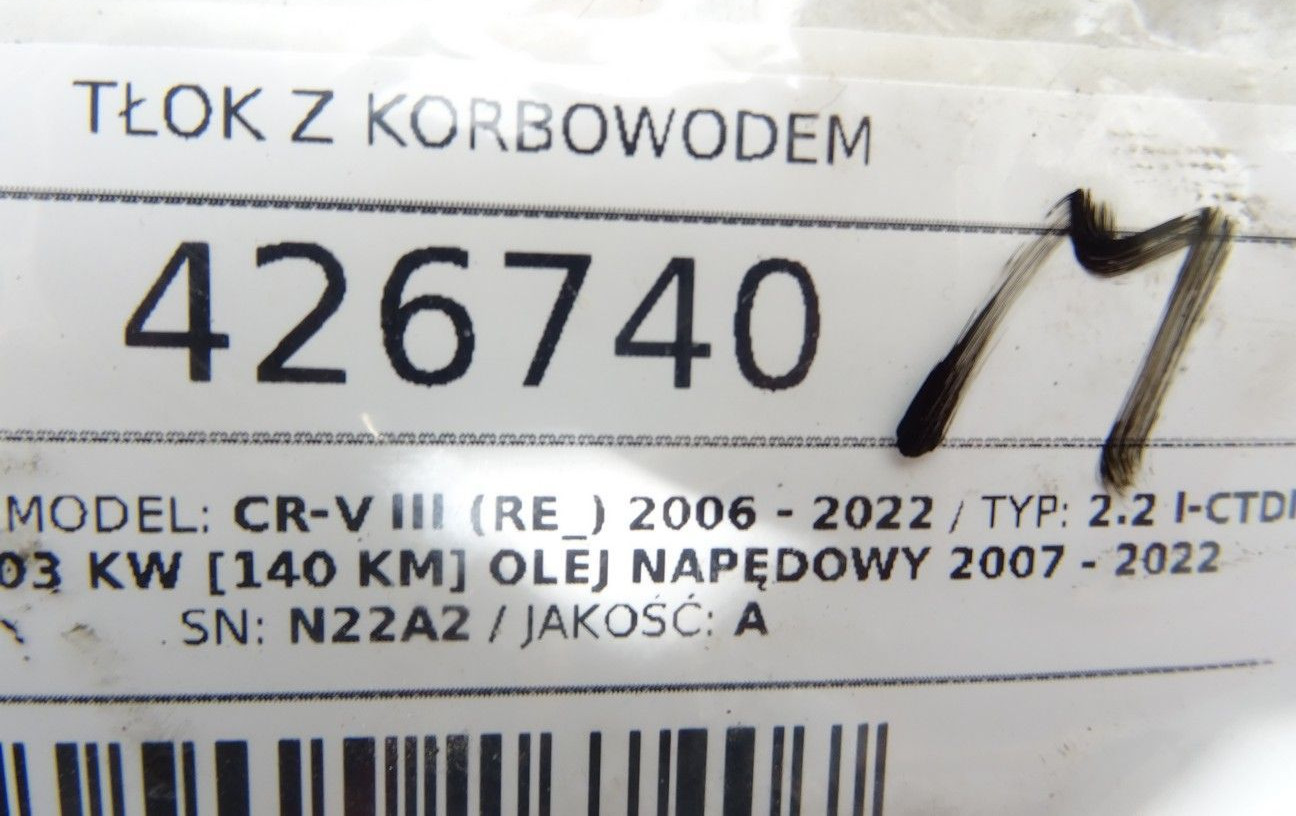 TŁOK Z KORBOWODEM
426740
M
MODEL: CR-V III (RE_) 2006 - 2022 / TYP: 2.2 I-CTDI
03 KW [140 KM] OLEJ NAPĘDOWY 2007 - 2022
SN: N22A2 / JAKOŚĆ: A